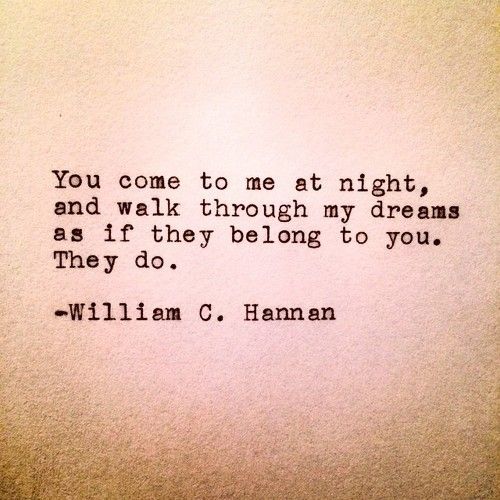 You come to me at night,
and walk through my dreams
as if they belong to you.
They do.
-William C. Hannan